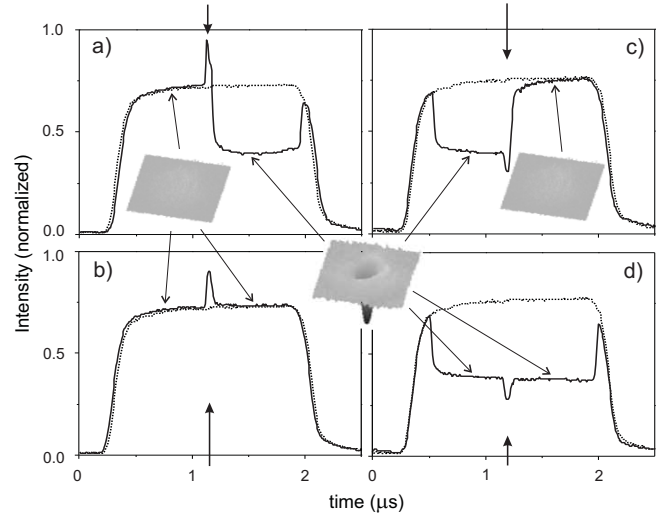 a)
c)
1.0
0.5
0.0
b)
d)
1.0
0.5
0.0
Intensity (normalized)
0 1 2
0 1 2
time (μs)